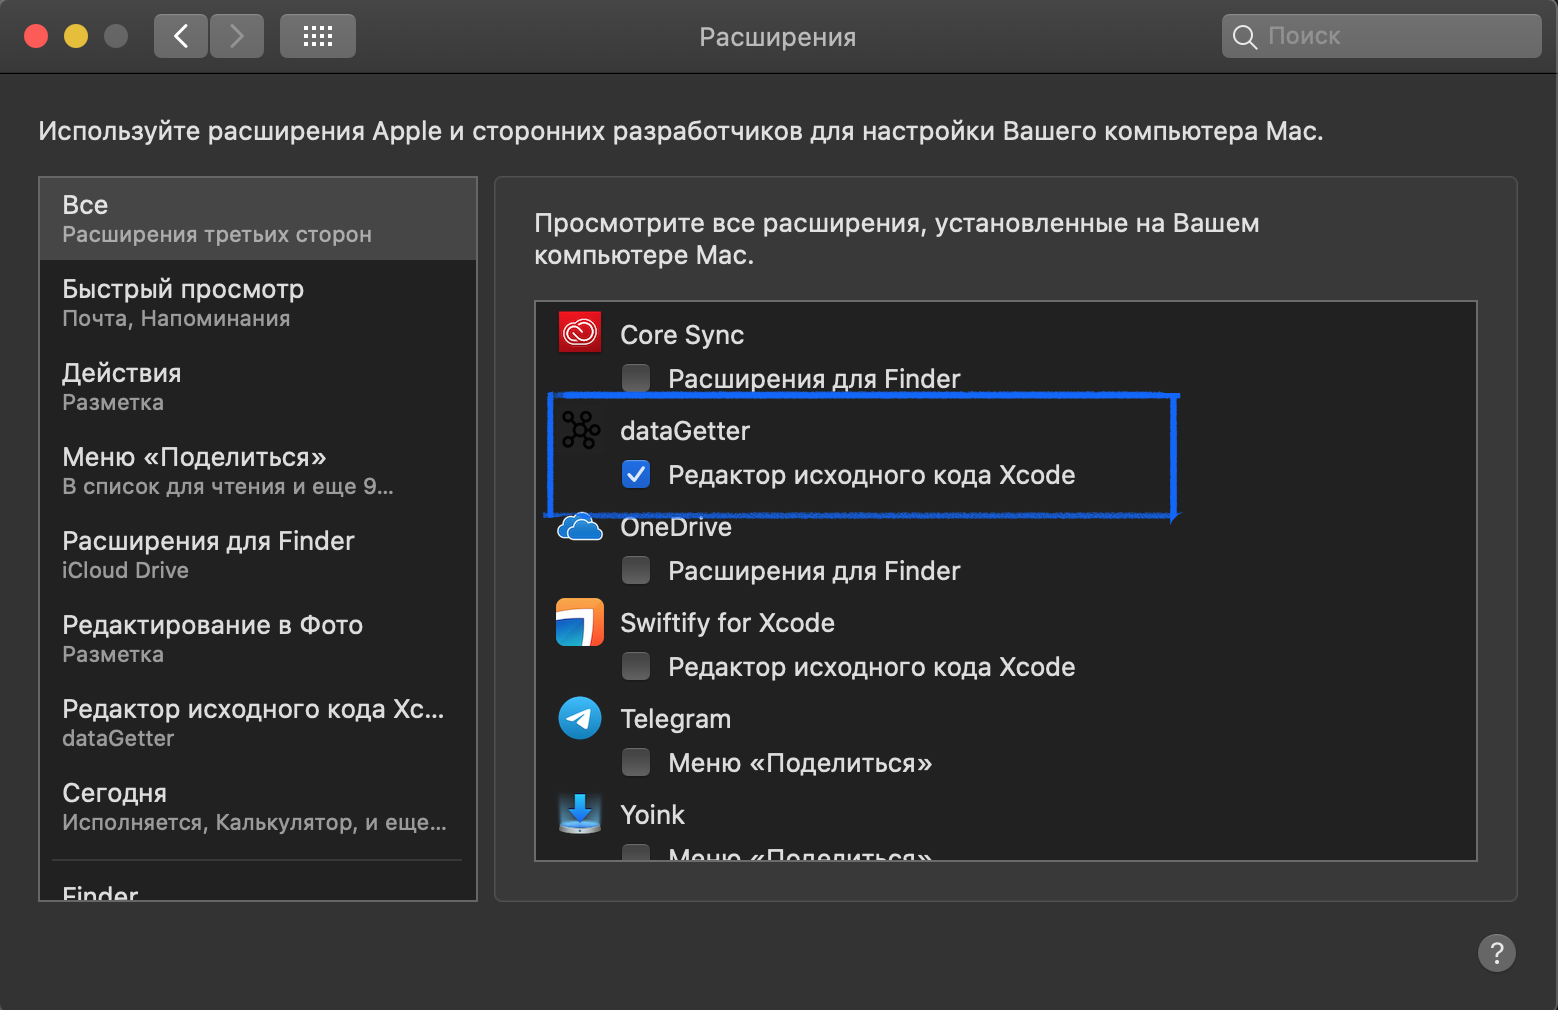 Расширения
Поиск
Используйте расширения Apple и сторонних разработчиков для настройки Вашего компьютера Mac.
Все
Расширения третьих сторон
Быстрый просмотр
Почта, Напоминания
Действия
Разметка
Меню «Поделиться»
В список для чтения и еще 9...
Расширения для Finder
iCloud Drive
Редактирование в Фото
Разметка
Редактор исходного кода Xc...
dataGetter
Сегодня
Исполняется, Калькулятор, и еще...
Finder
Просмотрите все расширения, установленные на Вашем
компьютере Mac.
Core Sync
Расширения для Finder
dataGetter
Редактор исходного кода Xcode
OneDrive
Расширения для Finder
Swiftify for Xcode
Редактор исходного кода Xcode
Telegram
Меню «Поделиться»
Yoink
Меню «Поделиться»
?